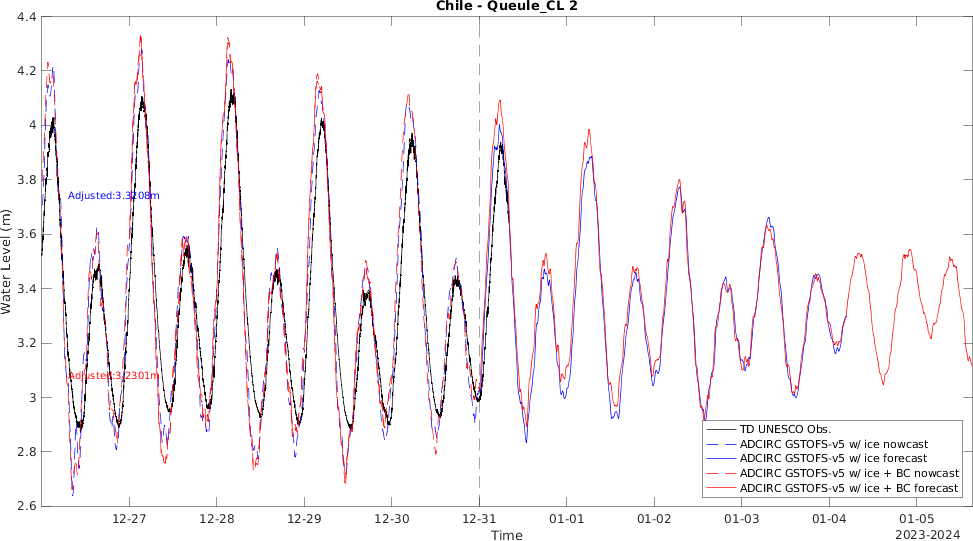 Chile - Queule_CL 2
4.4
4.2
4
3.8
3.6
3.4
3.2
3
2.8
2.6
Water Level (m)
Adjusted:3.3208m
Adjusted:3.2301m
TD UNESCO Obs.
ADCIRC GSTOFS-v5 w/ ice nowcast
ADCIRC GSTOFS-v5 w/ ice forecast
ADCIRC GSTOFS-v5 w/ ice + BC nowcast
ADCIRC GSTOFS-v5 w/ ice + BC forecast
12-27 12-28 12-29 12-30 12-31 01-01 01-02 01-03 01-04 01-05
Time
2023-2024